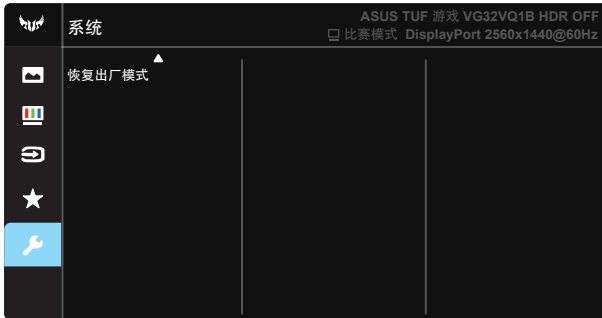 系统
ASUS TUF 游戏 VG32VQ1B HDR OFF
比赛模式 DisplayPort 2560x1440@60Hz
恢复出厂模式